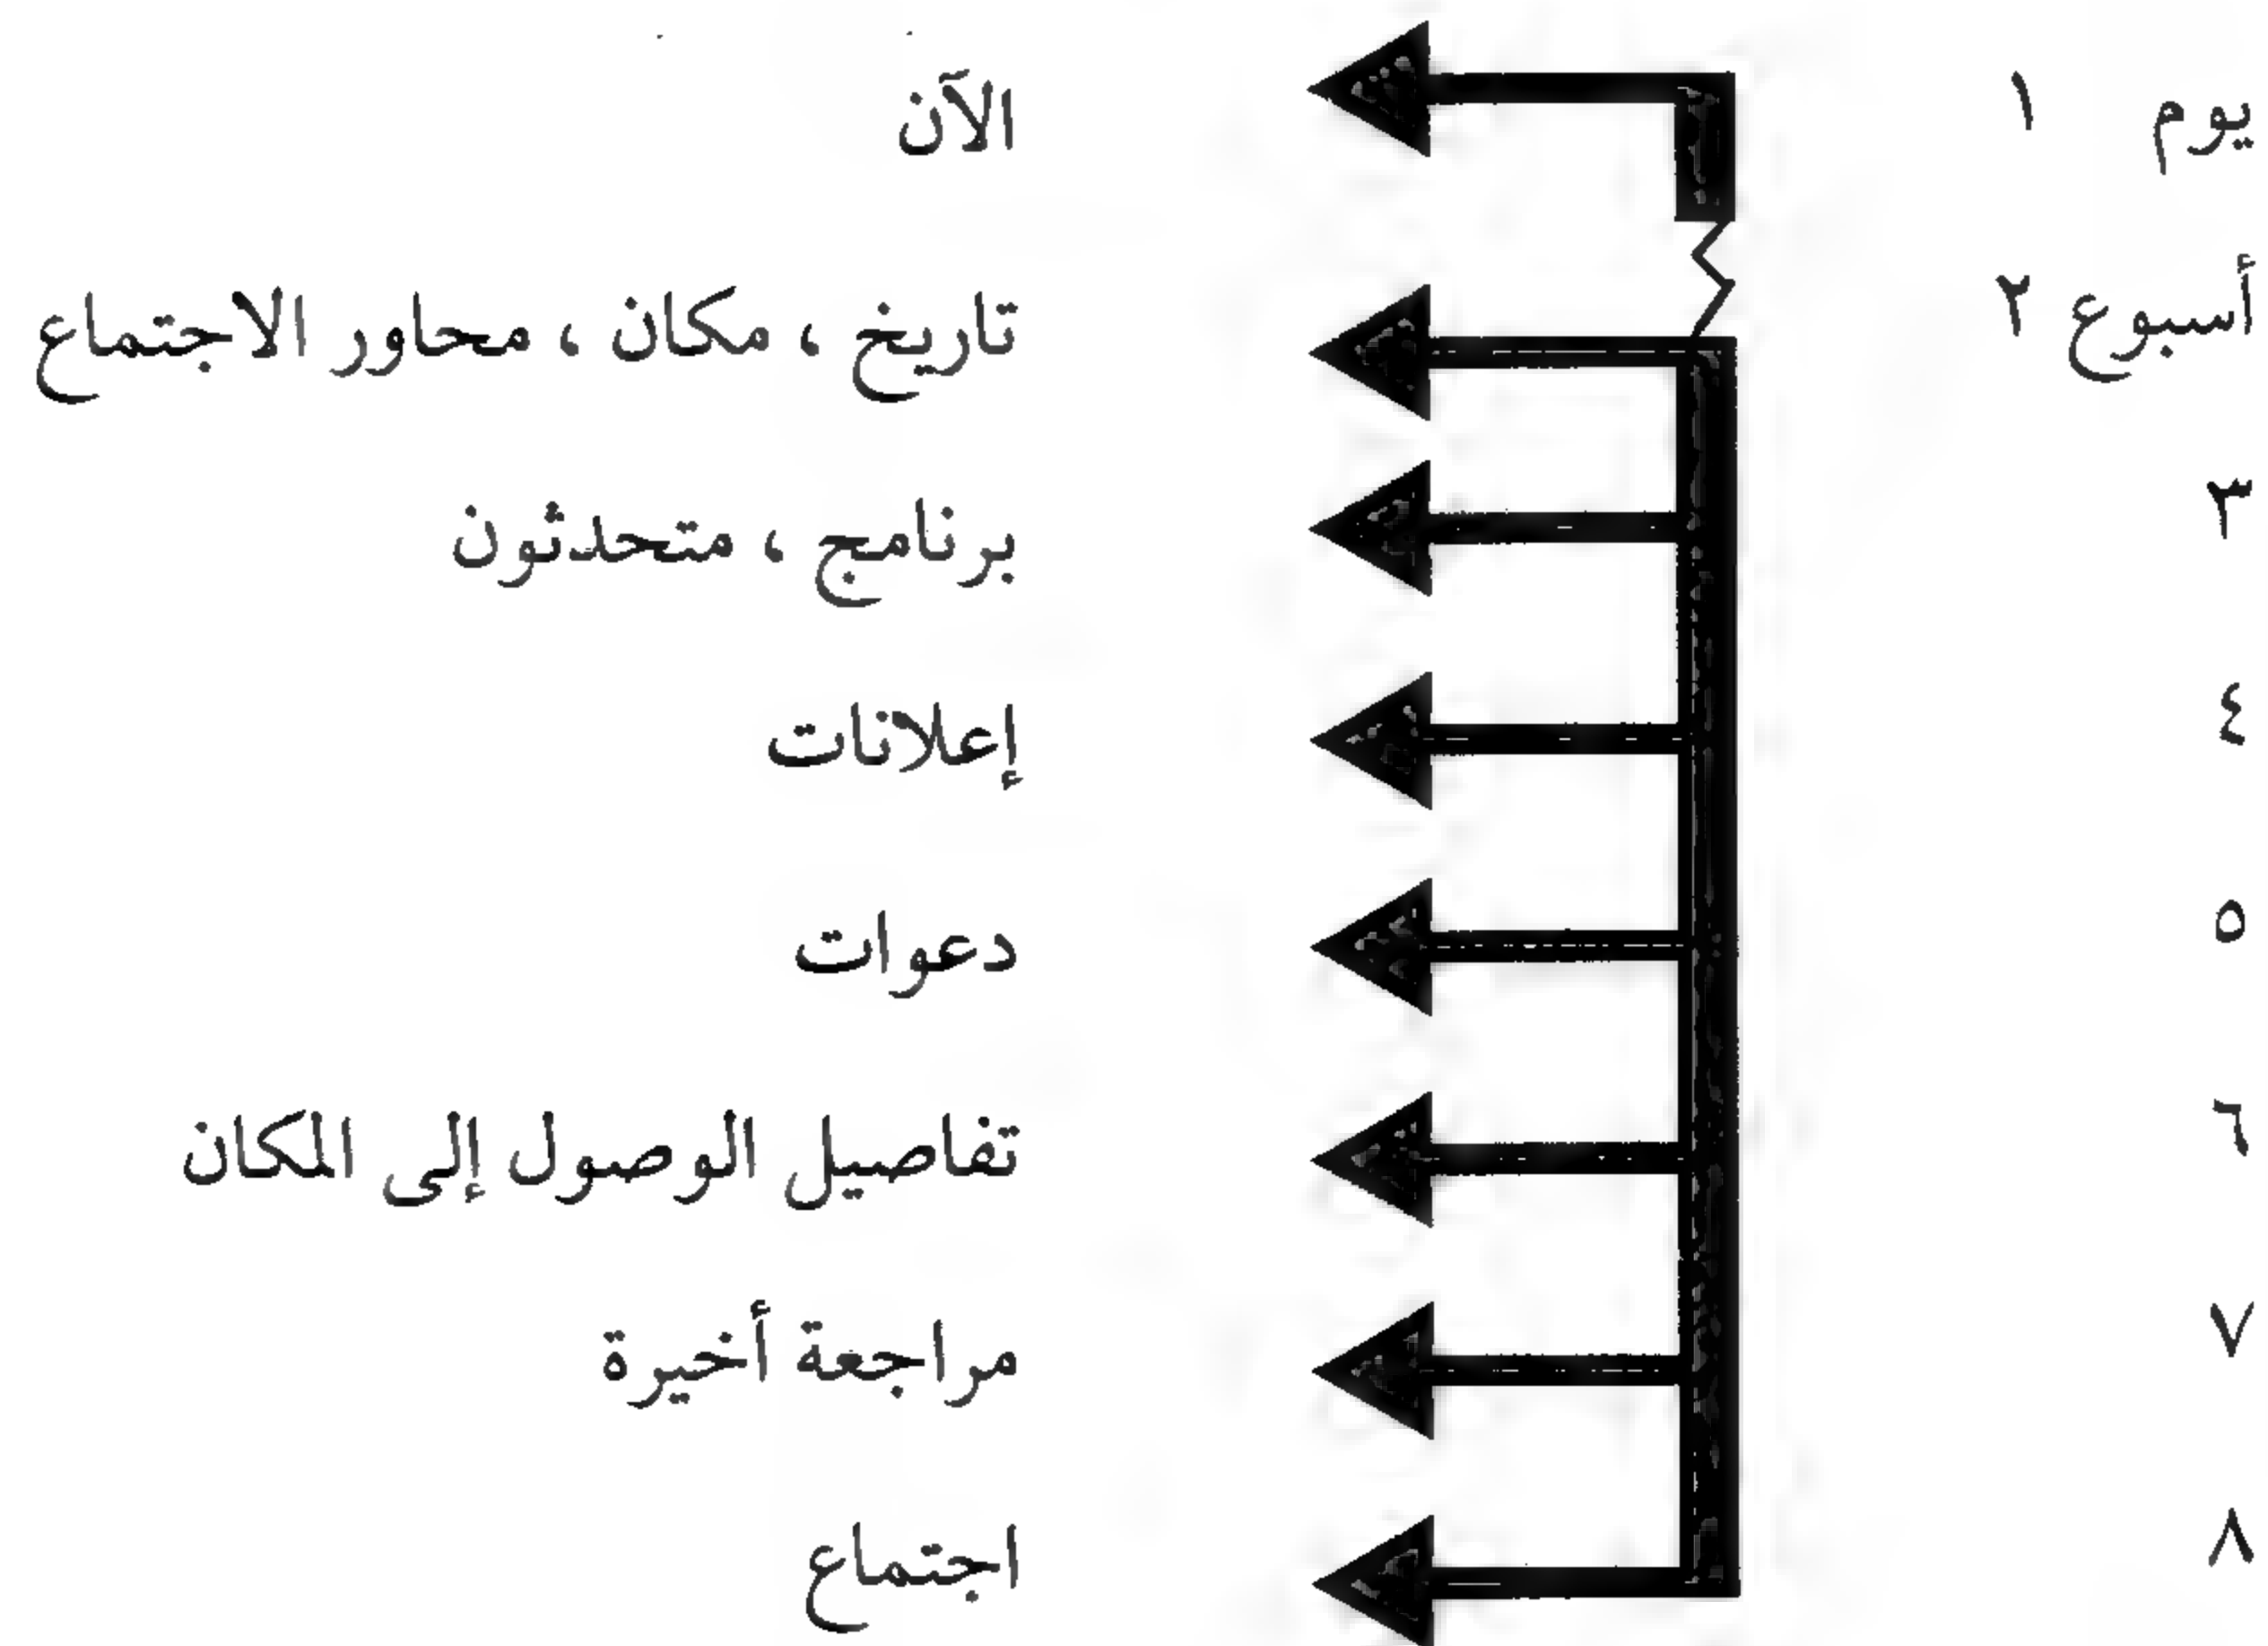 يوم ١ الآن
أسبوع ٢ تاريخ ، مكان ، محاور الاجتماع
٣ برنامج ، متحدثون
٤ إعلانات
٥ دعوات
٦ تفاصيل الوصول إلى المكان
٧ مراجعة أخيرة
٨ اجتماع